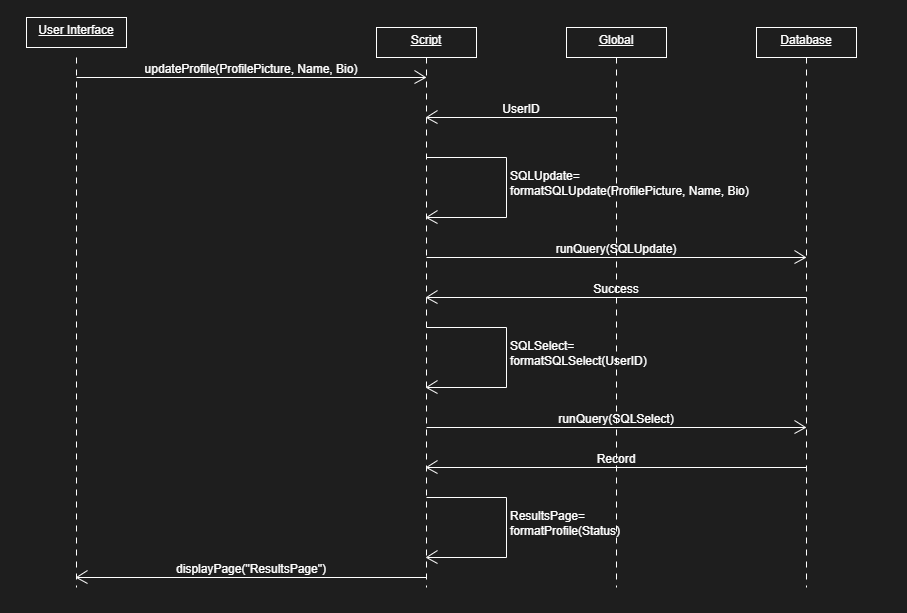 User Interface
Script
Global
Database
updateProfile(ProfilePicture, Name, Bio)
UserID
SQLUpdate=
formatSQLUpdate(ProfilePicture, Name, Bio)
runQuery(SQLUpdate)
Success
SQLSelect=
formatSQLSelect(UserID)
runQuery(SQLSelect)
Record
ResultsPage=
formatProfile(Status)
displayPage("ResultsPage")